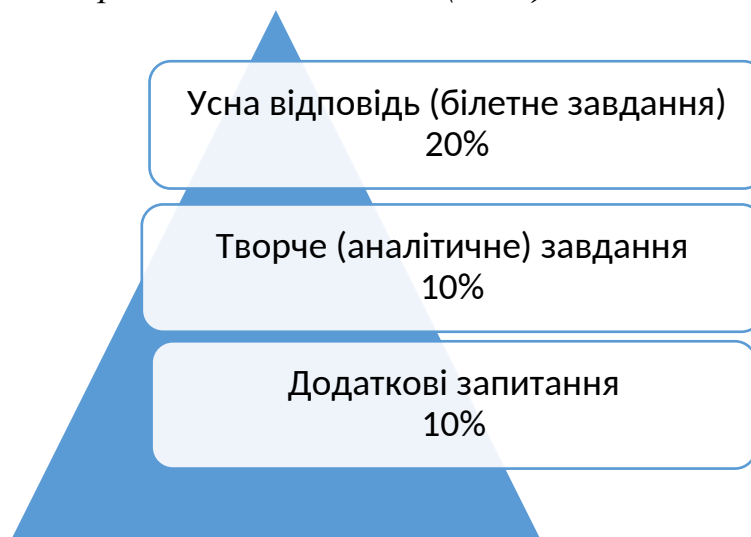 Усна відповідь (білетне завдання)
20%
Творче (аналітичне) завдання
10%
Додаткові запитання
10%